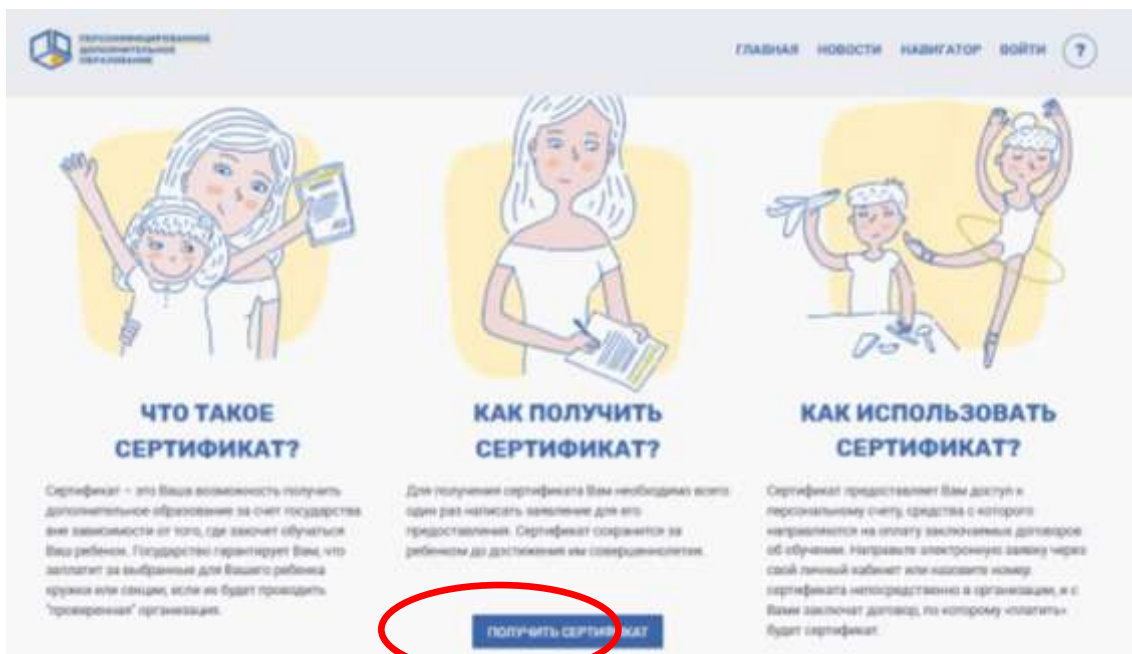 ПЕРСОНИФИЦИРОВАННОЕ
ДОПОЛНИТЕЛЬНОЕ
ОБРАЗОВАНИЕ
ГЛАВНАЯ НОВОСТИ НАВИГАТОР ВОЙТИ ?
ЧТО ТАКОЕ
СЕРТИФИКАТ?
Сертификат – это Ваша возможность получить
дополнительное образование за счет государства
вне зависимости от того, где захочет обучаться
Ваш ребенок. Государство гарантирует Вам, что
заплатит за выбранные для Вашего ребенка
кружки или секции, если их будет проводить
"проверенная" организация.
КАК ПОЛУЧИТЬ
СЕРТИФИКАТ?
Для получения сертификата Вам необходимо всего
один раз написать заявление для его
предоставления. Сертификат сохранится за
ребенком до достижения им совершеннолетия.
ПОЛУЧИТЬ СЕРТИФИКАТ
КАК ИСПОЛЬЗОВАТЬ
СЕРТИФИКАТ?
Сертификат предоставляет Вам доступ к
персональному счету, средства с которого
направляются на оплату заключаемых договоров
об обучении. Направьте электронную заявку через
свой личный кабинет или назовите номер
сертификата непосредственно в организации, и с
Вами заключат договор, по которому «платить»
будет сертификат.